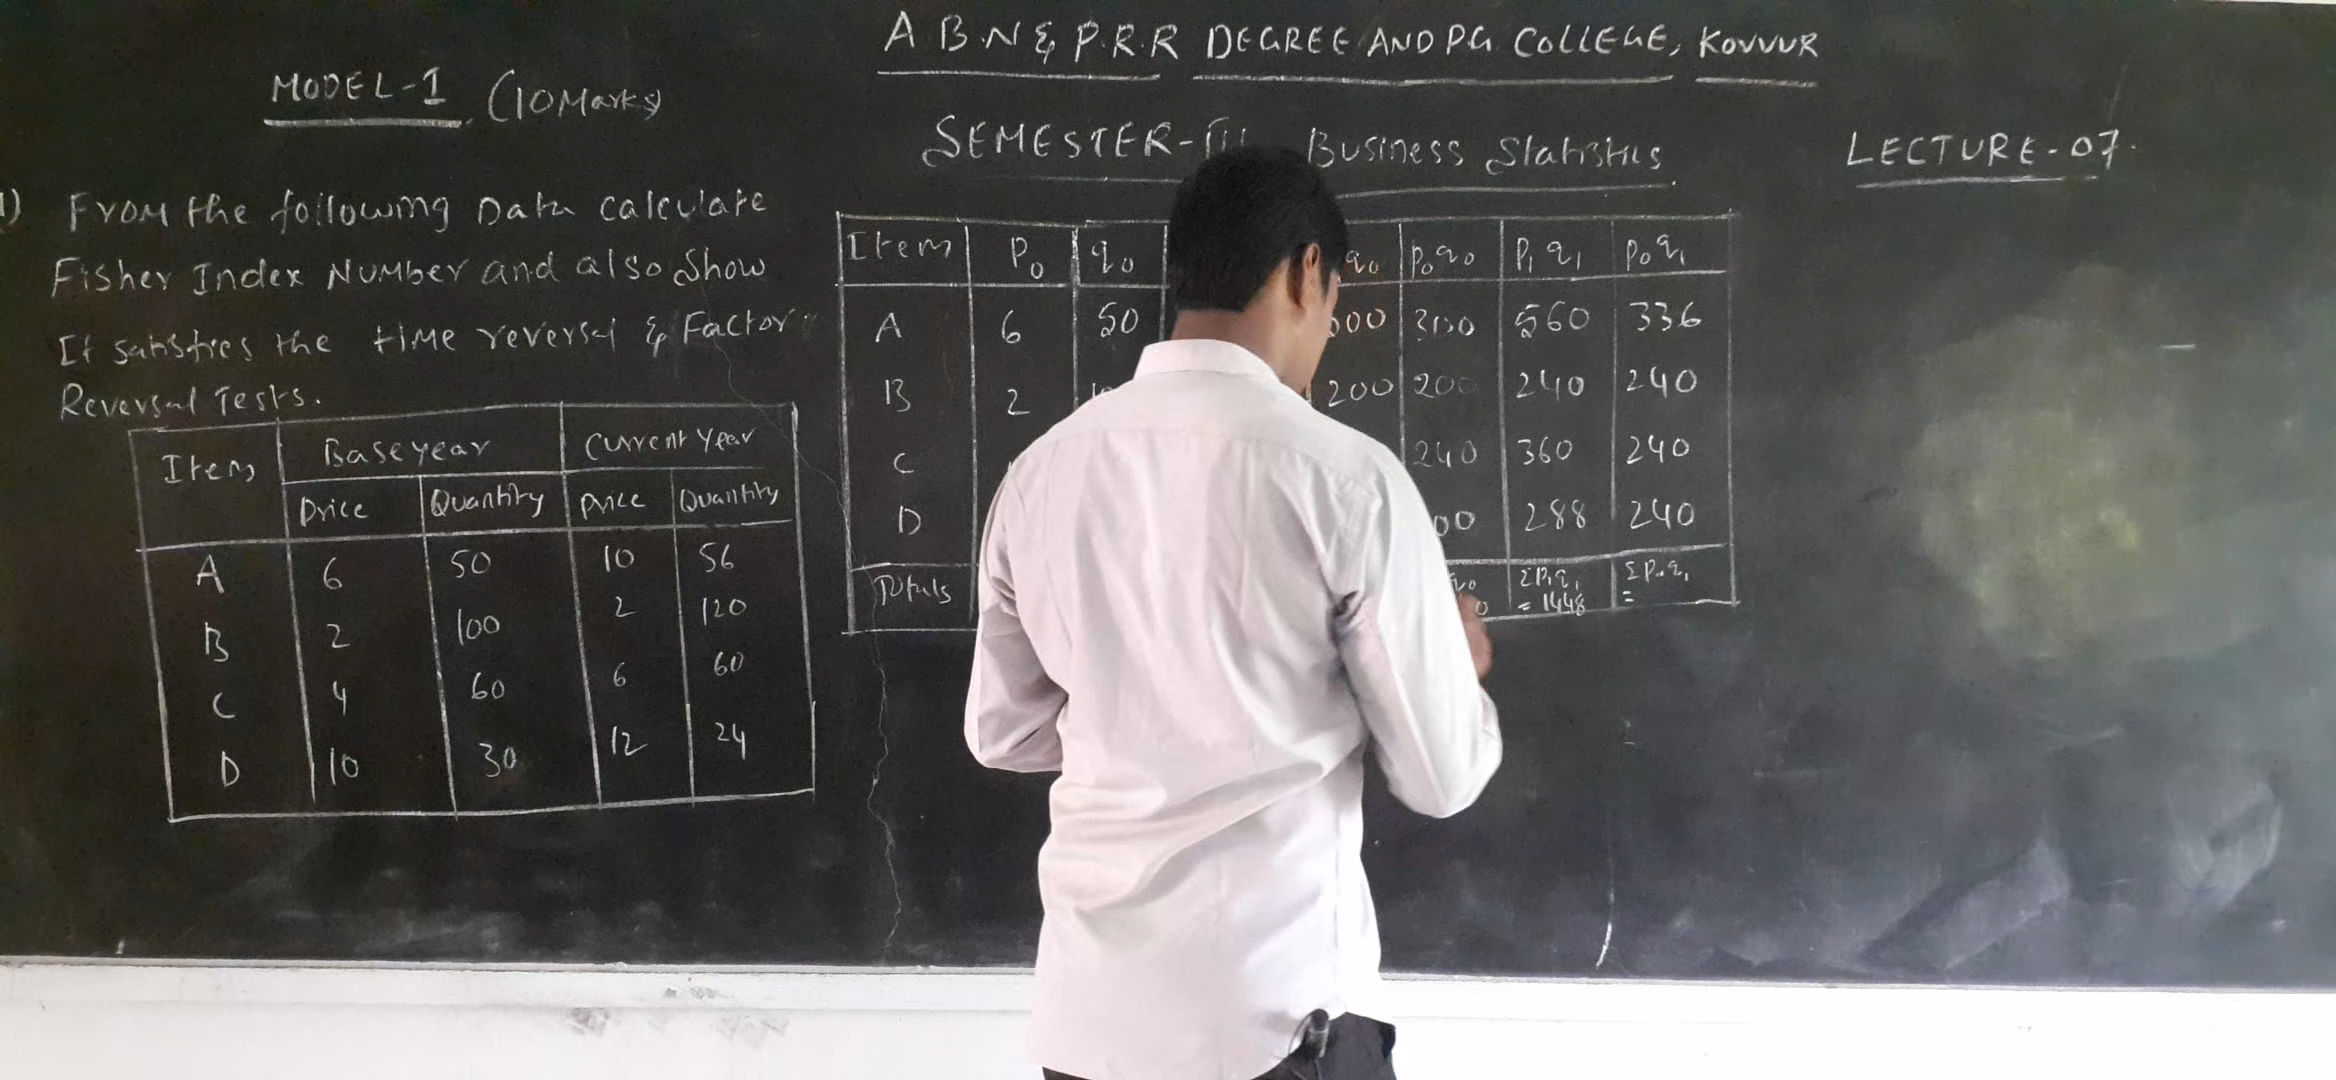 A B.N & P.R.R DEGREE AND P.G. COLLEGE, KOVVUR
MODEL-I (10 Marks)
SEMESTER-III Business Statistics
LECTURE-07.
1) From the following Data calculate
Fisher Index Number and also Show
It satisfies the time reversal & Factor
Reversal Tests.
Item Base year Current Year
Price Quantity Price Quantity
A 6 50 10 56
B 2 100 2 120
C 4 60 6 60
D 10 30 12 24
Item P₀ q₀ q₀ P₀q₀ P₁q₁ P₀q₁
A 6 50 300 560 336
B 2 200 200 240 240
C 240 360 240
D 288 240
Totals ΣP₁q₁ ΣP₀q₁
= 1448 =